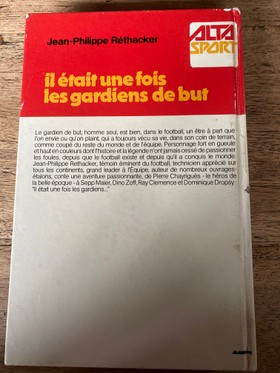 Jean-Philippe Réthacker
ALTA
SPORT
il était une fois
les gardiens de but
Le gardien de but, homme seul, est bien, dans le football, un être à part que
l'on envie ou qu'on plaint, qui a toujours vécu sa vie, dans son coin de terrain,
comme coupé du reste du monde et de l'équipe. Personnage fort en gueule
et haut en couleurs dont l'histoire et la légende n'ont jamais cessé de passionner
les foules, depuis que le football existe et depuis qu'il a conquis le monde.
Jean-Philippe Rethacker, témoin éminent du football, technicien apprécié sur
tous les continents, grand leader à l'Équipe, auteur de nombreux ouvrages-
étalons, conte une aventure passionnante, de Pierre Chayriguès - le héros de
la belle époque - à Sepp Maier, Dino Zoff, Ray Clemence et Dominique Dropsy :
"Il était une fois les gardiens..."